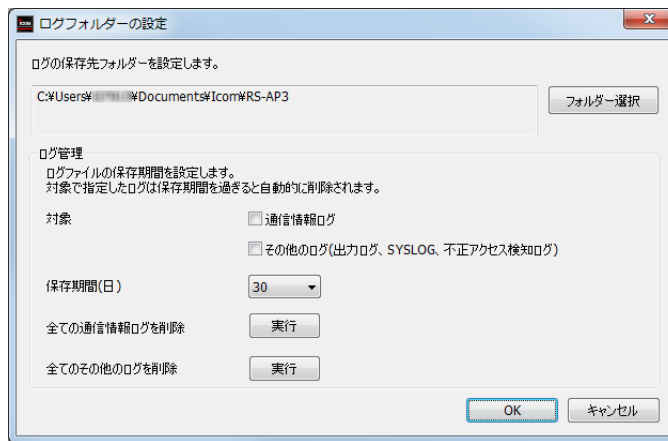 ICOM
ログフォルダーの設定
ログの保存先フォルダーを設定します。
C:¥Users¥ ¥Documents¥Icom¥RS-AP3
フォルダー選択
ログ管理
ログファイルの保存期間を設定します。
対象で指定したログは保存期間を過ぎると自動的に削除されます。
対象
通信情報ログ
その他のログ(出力ログ、SYSLOG、不正アクセス検知ログ)
保存期間(日)
30
全ての通信情報ログを削除
実行
全てのその他のログを削除
実行
OK
キャンセル